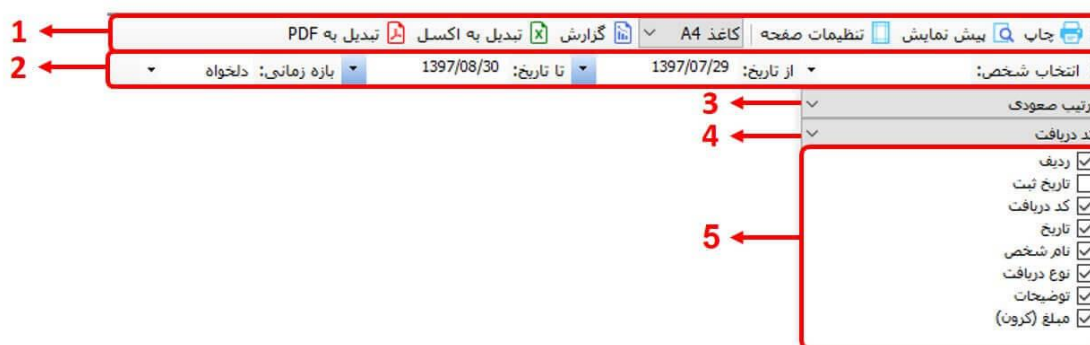 1 چاپ پیش نمایش تنظیمات صفحه کاغذ A4 گزارش تبدیل به اکسل تبدیل به PDF
2 انتخاب شخص: از تاریخ: 1397/07/29 تا تاریخ: 1397/08/30 بازه زمانی: دلخواه
3 رتیب صعودی
4 د دریافت
5
ردیف
تاریخ ثبت
کد دریافت
تاریخ
نام شخص
نوع دریافت
توضیحات
مبلغ (کرون)